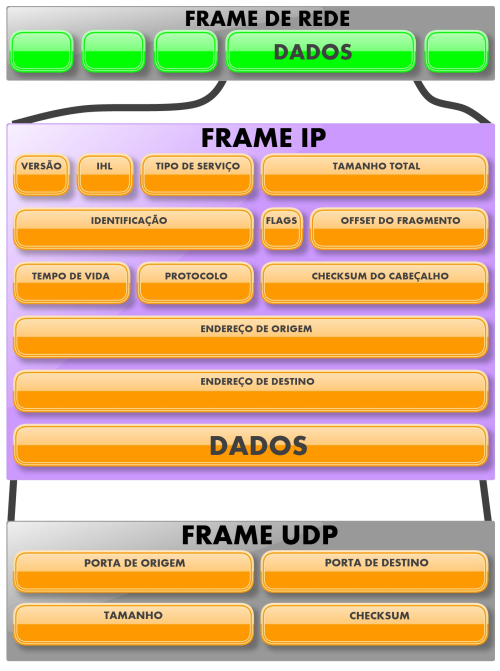 FRAME DE REDE
DADOS
FRAME IP
VERSÃO IHL TIPO DE SERVIÇO TAMANHO TOTAL
IDENTIFICAÇÃO FLAGS OFFSET DO FRAGMENTO
TEMPO DE VIDA PROTOCOLO CHECKSUM DO CABEÇALHO
ENDEREÇO DE ORIGEM
ENDEREÇO DE DESTINO
DADOS
FRAME UDP
PORTA DE ORIGEM PORTA DE DESTINO
TAMANHO CHECKSUM